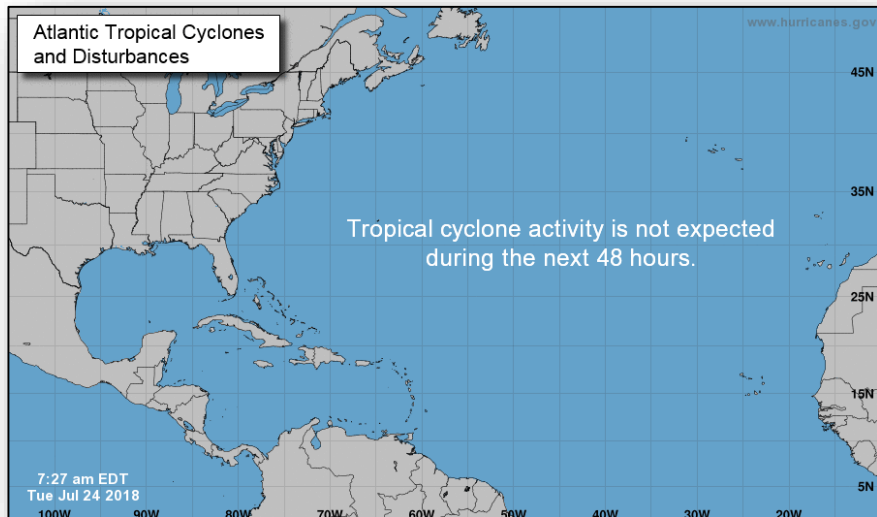 Atlantic Tropical Cyclones
and Disturbances
www.hurricanes.gov
45N
35N
Tropical cyclone activity is not expected
during the next 48 hours.
25N
15N
7:27 am EDT
Tue Jul 24 2018
5N
100W 90W 80W 70W 60W 50W 40W 30W 20W